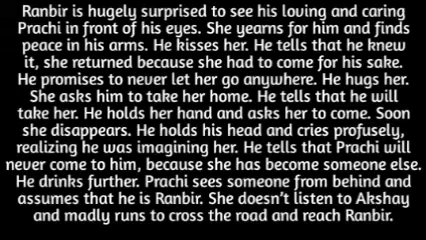 Ranbir is hugely surprised to see his loving and caring
Prachi in front of his eyes. She yearns for him and finds
peace in his arms. He kisses her. He tells that he knew
it, she returned because she had to come for his sake.
He promises to never let her go anywhere. He hugs her.
She asks him to take her home. He tells that he will
take her. He holds her hand and asks her to come. Soon
she disappears. He holds his head and cries profusely,
realizing he was imagining her. He tells that Prachi will
never come to him, because she has become someone else.
He drinks further. Prachi sees someone from behind and
assumes that he is Ranbir. She doesn't listen to Akshay
and madly runs to cross the road and reach Ranbir.